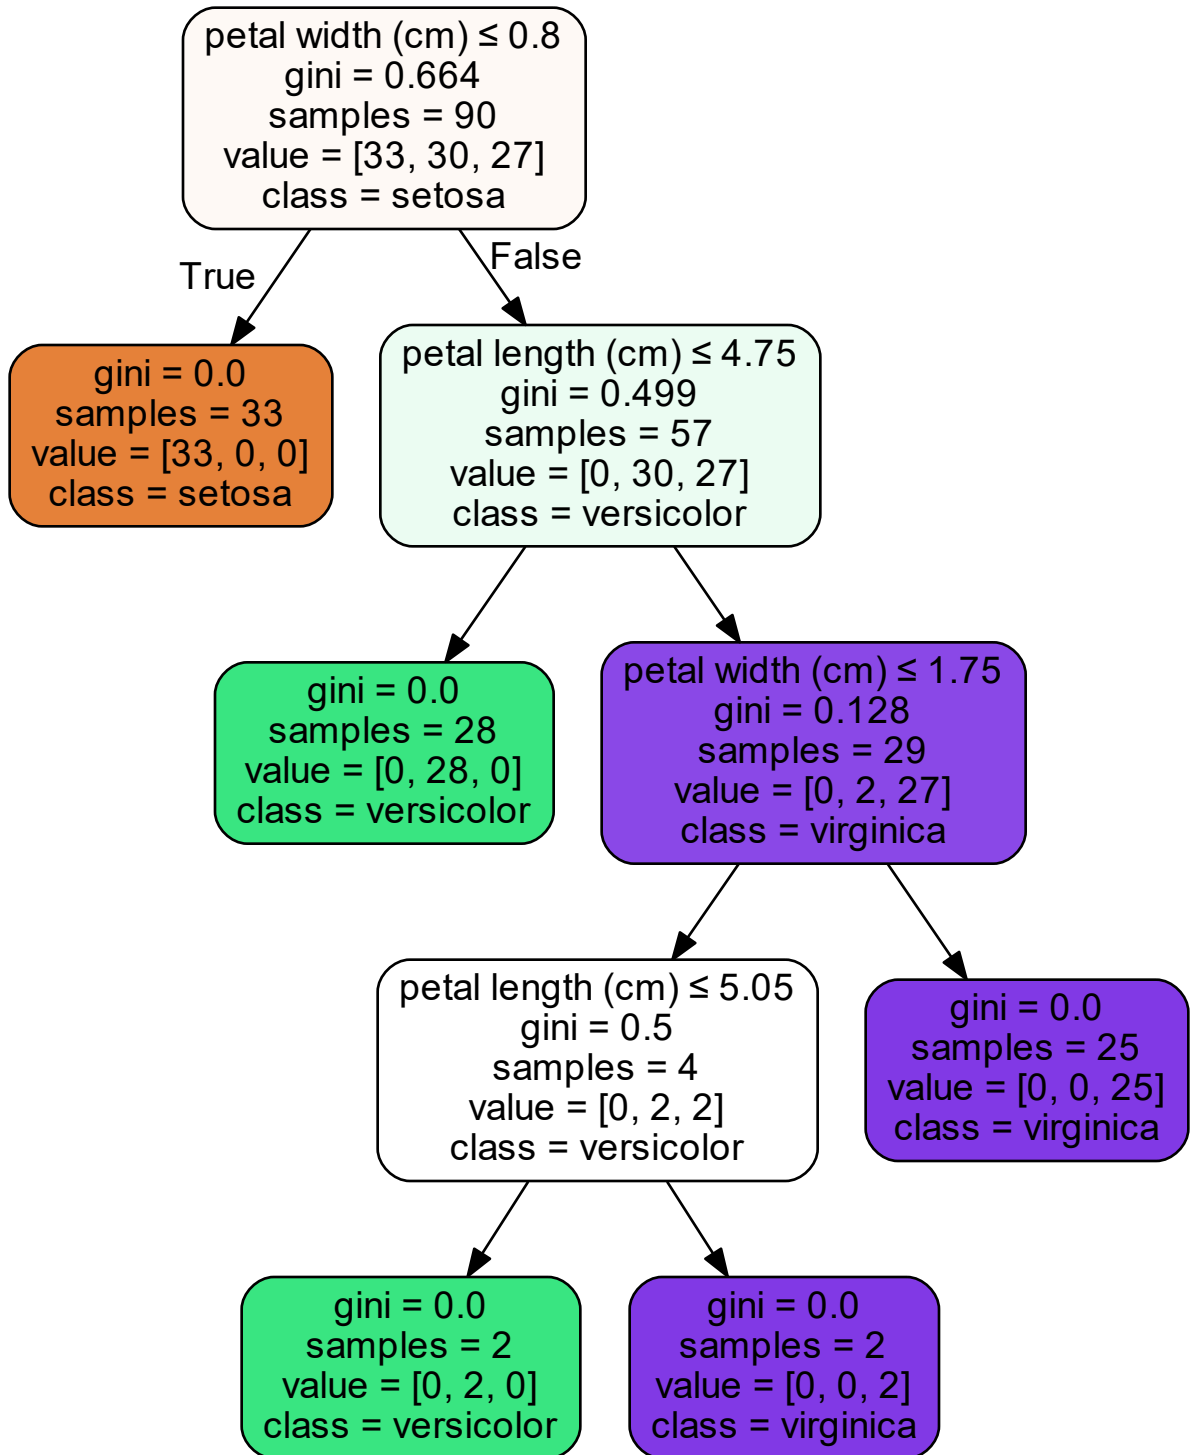 petal width (cm) ≤ 0.8
gini = 0.664
samples = 90
value = [33, 30, 27]
class = setosa
True
False
gini = 0.0
samples = 33
value = [33, 0, 0]
class = setosa
petal length (cm) ≤ 4.75
gini = 0.499
samples = 57
value = [0, 30, 27]
class = versicolor
gini = 0.0
samples = 28
value = [0, 28, 0]
class = versicolor
petal width (cm) ≤ 1.75
gini = 0.128
samples = 29
value = [0, 2, 27]
class = virginica
petal length (cm) ≤ 5.05
gini = 0.5
samples = 4
value = [0, 2, 2]
class = versicolor
gini = 0.0
samples = 25
value = [0, 0, 25]
class = virginica
gini = 0.0
samples = 2
value = [0, 2, 0]
class = versicolor
gini = 0.0
samples = 2
value = [0, 0, 2]
class = virginica